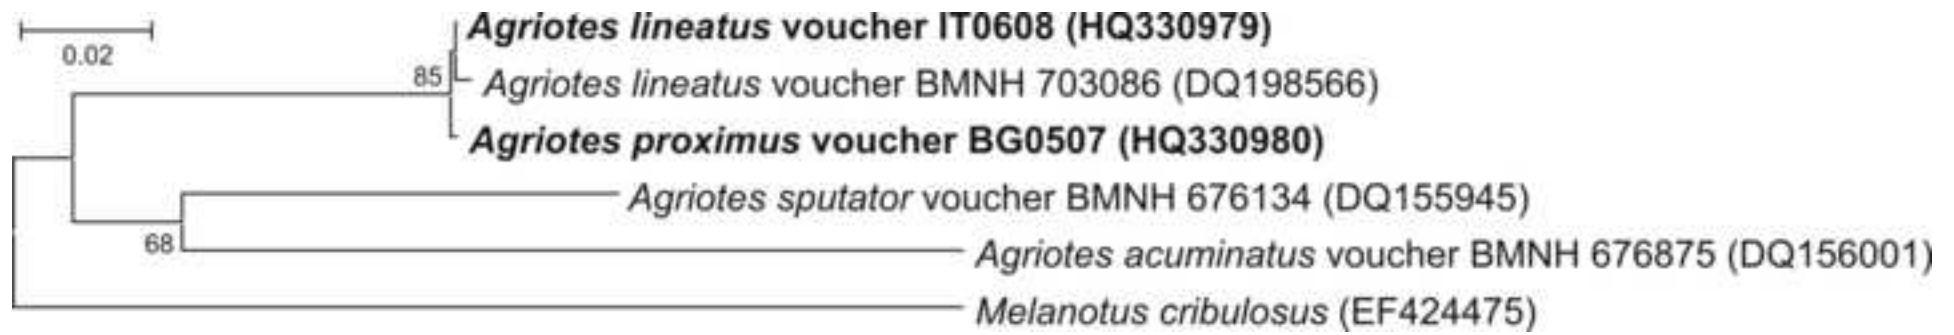 Agriotes lineatus voucher IT0608 (HQ330979)
0.02
85
Agriotes lineatus voucher BMNH 703086 (DQ198566)
Agriotes proximus voucher BG0507 (HQ330980)
Agriotes sputator voucher BMNH 676134 (DQ155945)
68
Agriotes acuminatus voucher BMNH 676875 (DQ156001)
Melanotus cribulosus (EF424475)